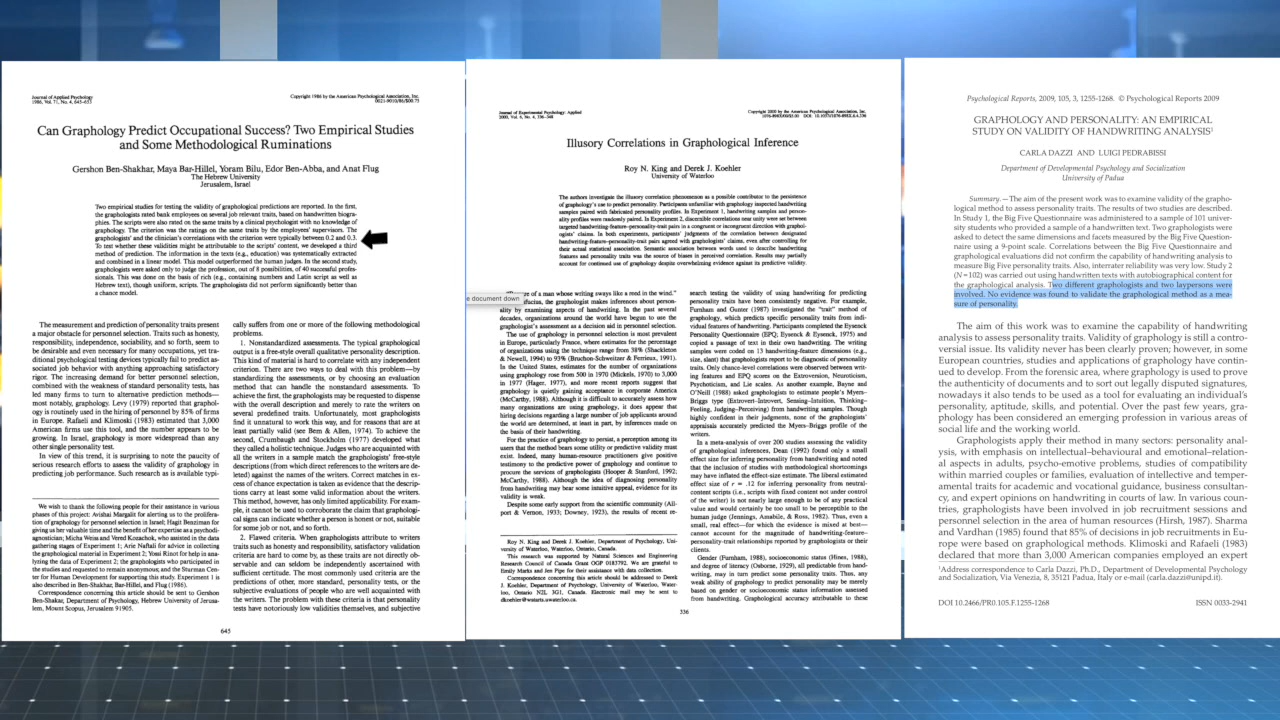 Journal of Applied Psychology
1986, Vol. 71, No. 4, 645-653
Copyright 1986 by the American Psychological Association, Inc.
0021-9010/86/$00.75
Can Graphology Predict Occupational Success? Two Empirical Studies
and Some Methodological Ruminations
Gershon Ben-Shakhar, Maya Bar-Hillel, Yoram Bilu, Edor Ben-Abba, and Anat Flug
The Hebrew University
Jerusalem, Israel
Two empirical studies for testing the validity of graphological predictions are reported. In the first,
the graphologists rated bank employees on several job relevant traits, based on handwritten biogra-
phies. The scripts were also rated on the same traits by a clinical psychologist with no knowledge of
graphology. The criterion was the ratings on the same traits by the employees' supervisors. The
graphologists' and the clinician's correlations with the criterion were typically between 0.2 and 0.3.
To test whether these validities might be attributable to the scripts' content, we developed a third
method of prediction. The information in the texts (e.g., education) was systematically extracted
and combined in a linear model. This model outperformed the human judges. In the second study,
graphologists were asked only to judge the profession, out of 8 possibilities, of 40 successful profes-
sionals. This was done on the basis of rich (e.g., containing numbers and Latin script as well as
Hebrew text), though uniform, scripts. The graphologists did not perform significantly better than
a chance model.
The measurement and prediction of personality traits present
a major challenge for personnel selection. Traits such as honesty,
responsibility, independence, sociability, and so forth, seem to
be desirable and even necessary for many occupations, yet tra-
ditional psychological testing devices typically fail to predict as-
sociated job behavior with anything approaching satisfactory
rigor. The increasing demand for better personnel selection,
combined with the weakness of standard personality tests, has
led many firms to turn to alternative prediction methods—
most notably, graphology. Levy (1979) reported that graphol-
ogy is routinely used in the hiring of personnel by 85% of firms
in Europe. Rafaeli and Klimoski (1983) estimated that 3,000
American firms use this tool, and the number appears to be
growing. In Israel, graphology is more widespread than any
other single personality test.
In view of this trend, it is surprising to note the paucity of
serious research efforts to assess the validity of graphology in
predicting job performance. Such research as is available typi-
We wish to thank the following people for their assistance in various
phases of this project: Avishai Margalit for alerting us to the prolifera-
tion of graphology for personnel selection in Israel; Hagit Benziman for
giving us her valuable time and the benefit of her expertise as a psychodi-
agnostician; Micha Weiss and Vered Kozachok, who assisted in the data
gathering stages of Experiment 1; Arie Naftali for advice in collecting
the graphological material in Experiment 2; Yossi Rinot for help in an-
alyzing the data of Experiment 2; the graphologists who participated in
the studies and requested to remain anonymous; and the Sturman Cen-
ter for Human Development for supporting this study. Experiment 1 is
also described in Ben-Shakhar, Bar-Hillel, Bilu, and Flug (1986).
Correspondence concerning this article should be sent to Gershon
Ben-Shakhar, Department of Psychology, Hebrew University of Jerusa-
lem, Mount Scopus, Jerusalem 91905.
cally suffers from one or more of the following methodological
problems.
1. Nonstandardized assessments. The typical graphological
output is a free-style overall qualitative personality description.
This kind of material is hard to correlate with any independent
criterion. There are two ways to deal with this problem—by
standardizing the assessments, or by choosing an evaluation
method that can handle the nonstandardized assessments. To
achieve the first, the graphologists may be requested to dispense
with the overall description and merely to rate the writers on
several predefined traits. Unfortunately, most graphologists
find it unnatural to work this way, and for reasons that are at
least partially valid (see Bem & Allen, 1974). To achieve the
second, Crumbaugh and Stockholm (1977) developed what
they called a holistic technique. Judges who are acquainted with
all the writers in a sample match the graphologists' free-style
descriptions (from which direct references to the writers are de-
leted) against the names of the writers. Correct matches in ex-
cess of chance expectation is taken as evidence that the descrip-
tions carry at least some valid information about the writers.
This method, however, has only limited applicability. For exam-
ple, it cannot be used to corroborate the claim that graphologi-
cal signs can indicate whether a person is honest or not, suitable
for some job or not, and so forth.
2. Flawed criteria. When graphologists attribute to writers
traits such as honesty and responsibility, satisfactory validation
criteria are hard to come by, as these traits are not directly ob-
servable and can seldom be independently ascertained with
sufficient certitude. The most commonly used criteria are the
predictions of other, more standard, personality tests, or the
subjective evaluations of people who are well acquainted with
the writers. The problem with these criteria is that personality
tests have notoriously low validities themselves, and subjective
645
Journal of Experimental Psychology: Applied
2000, Vol. 6, No. 4, 336-348
Copyright 2000 by the American Psychological Association, Inc.
Illusory Correlations in Graphological Inference
Roy N. King and Derek J. Koehler
University of Waterloo
The authors investigate the illusory correlation phenomenon as a possible contributor to the persistence
of graphology's use to predict personality. Participants unfamiliar with graphology inspected handwriting
samples paired with fabricated personality profiles. In Experiment 1, handwriting samples and person-
ality profiles were randomly paired. In Experiment 2, discernible correlations near unity were set between
targeted handwriting-feature-personality-trait pairs in a congruent or incongruent direction with graphol-
ogists' claims. In both experiments, participants' judgments of the correlation between designated
handwriting-feature-personality-trait pairs agreed with graphologists' claims, even after controlling for
their actual statistical association. Semantic association between words used to describe handwriting
features and personality traits was the source of biases in perceived correlation. Results may partially
account for continued use of graphology despite overwhelming evidence against its predictive validity.
e document down
of a man whose writing sways like a reed in the wind."
the graphologist makes inferences about person-
ality by examining aspects of handwriting. In the past several
decades, organizations around the world have begun to use the
graphologist's assessment as a decision aid in personnel selection.
The use of graphology in personnel selection is most prevalent
in Europe, particularly France, where estimates for the percentage
of organizations using the technique range from 38% (Shackleton
& Newell, 1994) to 93% (Bruchon-Schweitzer & Ferrieux, 1991).
In the United States, estimates for the number of organizations
using graphology rose from 500 in 1970 (Mickels, 1970) to 3,000
in 1977 (Hager, 1977), and more recent reports suggest that
graphology is quietly gaining acceptance in corporate America
(McCarthy, 1988). Although it is difficult to accurately assess how
many organizations are using graphology, it does appear that
hiring decisions regarding a large number of job applicants around
the world are determined, at least in part, by inferences made on
the basis of their handwriting.
For the practice of graphology to persist, a perception among its
users that the method bears some utility or predictive validity must
exist. Indeed, many human-resource practitioners give positive
testimony to the predictive power of graphology and continue to
procure the services of graphologists (Hooper & Stanford, 1992;
McCarthy, 1988). Although the idea of diagnosing personality
from handwriting may bear some intuitive appeal, evidence for its
validity is weak.
Despite some early support from the scientific community (All-
port & Vernon, 1933; Downey, 1923), the results of recent re-
Roy N. King and Derek J. Koehler, Department of Psychology, Uni-
versity of Waterloo, Waterloo, Ontario, Canada.
This research was supported by Natural Sciences and Engineering
Research Council of Canada Grant OGP 0183792. We are grateful to
Emily Marks and Jen Pipe for their assistance with data collection.
Correspondence concerning this article should be addressed to Derek J.
Koehler, Department of Psychology, University of Waterloo, Water-
loo, Ontario N2L 3G1, Canada. Electronic mail may be sent to
dkoehler@watarts.uwaterloo.ca.
search testing the validity of using handwriting for predicting
personality traits have been consistently negative. For example,
Furnham and Gunter (1987) investigated the "trait" method of
graphology, which predicts specific personality traits from indi-
vidual features of handwriting. Participants completed the Eysenck
Personality Questionnaire (EPQ; Eysenck & Eysenck, 1975) and
copied a passage of text in their own handwriting. The writing
samples were coded on 13 handwriting-feature dimensions (e.g.,
size, slant) that graphologists report to be diagnostic of personality
traits. Only chance-level correlations were observed between writ-
ing features and EPQ scores on the Extroversion, Neuroticism,
Psychoticism, and Lie scales. As another example, Bayne and
O'Neill (1988) asked graphologists to estimate people's Myers–
Briggs type (Extrovert-Introvert, Sensing-Intuition, Thinking–
Feeling, Judging–Perceiving) from handwriting samples. Though
highly confident in their judgments, none of the graphologists'
appraisals accurately predicted the Myers–Briggs profile of the
writers.
In a meta-analysis of over 200 studies assessing the validity
of graphological inferences, Dean (1992) found only a small
effect size for inferring personality from handwriting and noted
that the inclusion of studies with methodological shortcomings
may have inflated the effect-size estimate. The liberal estimated
effect size of r = .12 for inferring personality from neutral-
content scripts (i.e., scripts with fixed content not under control
of the writer) is not nearly large enough to be of any practical
value and would certainly be too small to be perceptible to the
human judge (Jennings, Amabile, & Ross, 1982). Thus, even a
small, real effect—for which the evidence is mixed at best—
cannot account for the magnitude of handwriting-feature–
personality-trait relationships reported by graphologists or their
clients.
Gender (Furnham, 1988), socioeconomic status (Hines, 1988),
and degree of literacy (Osborne, 1929), all predictable from hand-
writing, may in turn predict some personality traits. Thus, any
weak ability of graphology to predict personality may be merely
based on gender or socioeconomic status information assessed
from handwriting. Graphological accuracy attributable to these
336
Psychological Reports, 2009, 105, 3, 1255-1268. © Psychological Reports 2009
GRAPHOLOGY AND PERSONALITY: AN EMPIRICAL
STUDY ON VALIDITY OF HANDWRITING ANALYSIS¹
CARLA DAZZI AND LUIGI PEDRABISSI
Department of Developmental Psychology and Socialization
University of Padua
Summary.—The aim of the present work was to examine the validity of grapho-
logical method to assess personality traits. The results of two studies are described.
In Study 1, the Big Five Questionnaire was administered to a sample of 101 univer-
sity students who provided a sample of a handwritten text. Two graphologists were
asked to detect the same dimensions and facets measured by the Big Five Question-
naire using a 9-point scale. Correlations between the Big Five Questionnaire and
graphological evaluations did not confirm the capability of handwriting analysis to
measure Big Five personality traits. Also, interrater reliability was very low. Study 2
(N = 102) was carried out using handwritten texts with autobiographical content for
the graphological analysis. Two different graphologists and two laypersons were
involved. No evidence was found to validate the graphological method as a mea-
sure of personality.
The aim of this work was to examine the capability of handwriting
analysis to assess personality traits. Validity of graphology is still a contro-
versial issue. Its validity has never been clearly proven; however, in some
European countries, studies and applications of graphology have contin-
ued to develop. From the forensic area, where graphology is used to prove
the authenticity of documents and to sort out legally disputed signatures,
nowadays it also tends to be used as a tool for evaluating an individual's
personality, aptitude, skills, and potential. Over the past few years, gra-
phology has been considered an emerging profession in various areas of
social life and the working world.
Graphologists apply their method in many sectors: personality anal-
ysis, with emphasis on intellectual–behavioural and emotional–relation-
al aspects in adults, psycho-emotive problems, studies of compatibility
within married couples or families, evaluation of intellective and temper-
amental traits for academic and vocational guidance, business consultan-
cy, and expert opinions on handwriting in courts of law. In various coun-
tries, graphologists have been involved in job recruitment sessions and
personnel selection in the area of human resources (Hirsh, 1987). Sharma
and Vardhan (1985) found that 85% of decisions in job recruitments in Eu-
rope were based on graphological methods. Klimoski and Rafaeli (1983)
declared that more than 3,000 American companies employed an expert
¹Address correspondence to Carla Dazzi, Ph.D., Department of Developmental Psychology
and Socialization, Via Venezia, 8, 35121 Padua, Italy or e-mail (carla.dazzi@unipd.it).
DOI 10.2466/PR0.105.F.1255-1268
ISSN 0033-2941